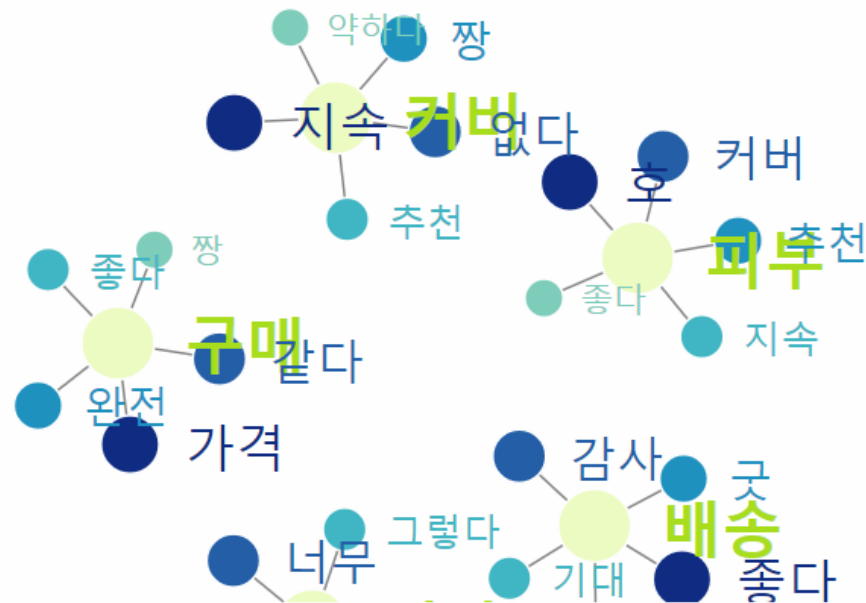 약하다
짱
지속
커버
없다
추천
호
커버
피부
추천
좋다
지속
짱
좋다
구매
같다
완전
가격
감사
굿
배송
기대
좋다
너무
그렇다